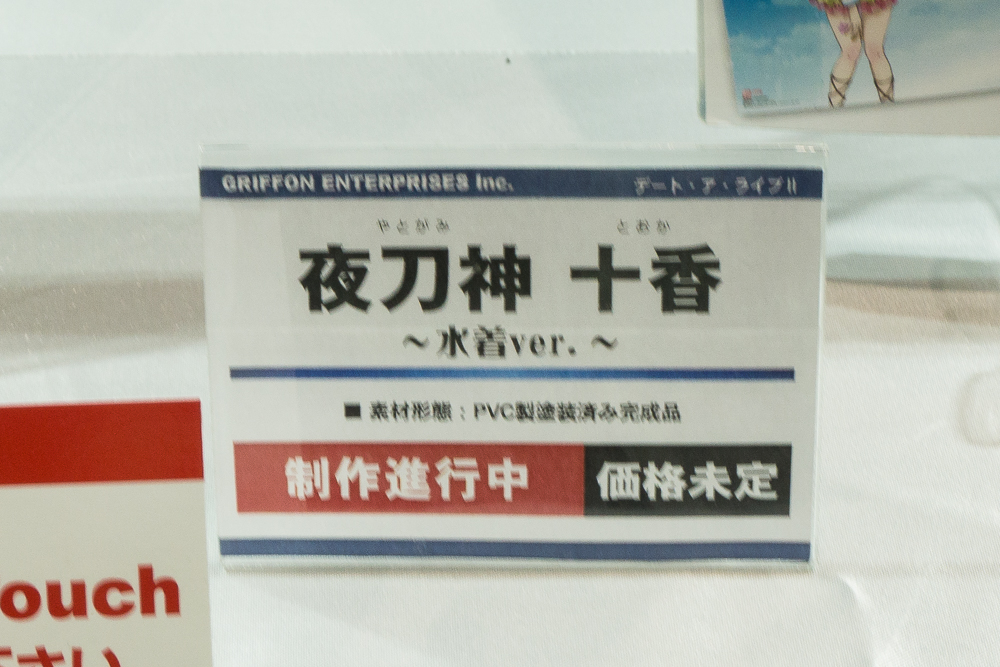 GRIFFON ENTERPRISES Inc. デート・ア・ライブII
やとがみ とおか
夜刀神 十香
～水着ver.～
■ 素材形態：PVC製塗装済み完成品
制作進行中 価格未定
ouch
さい